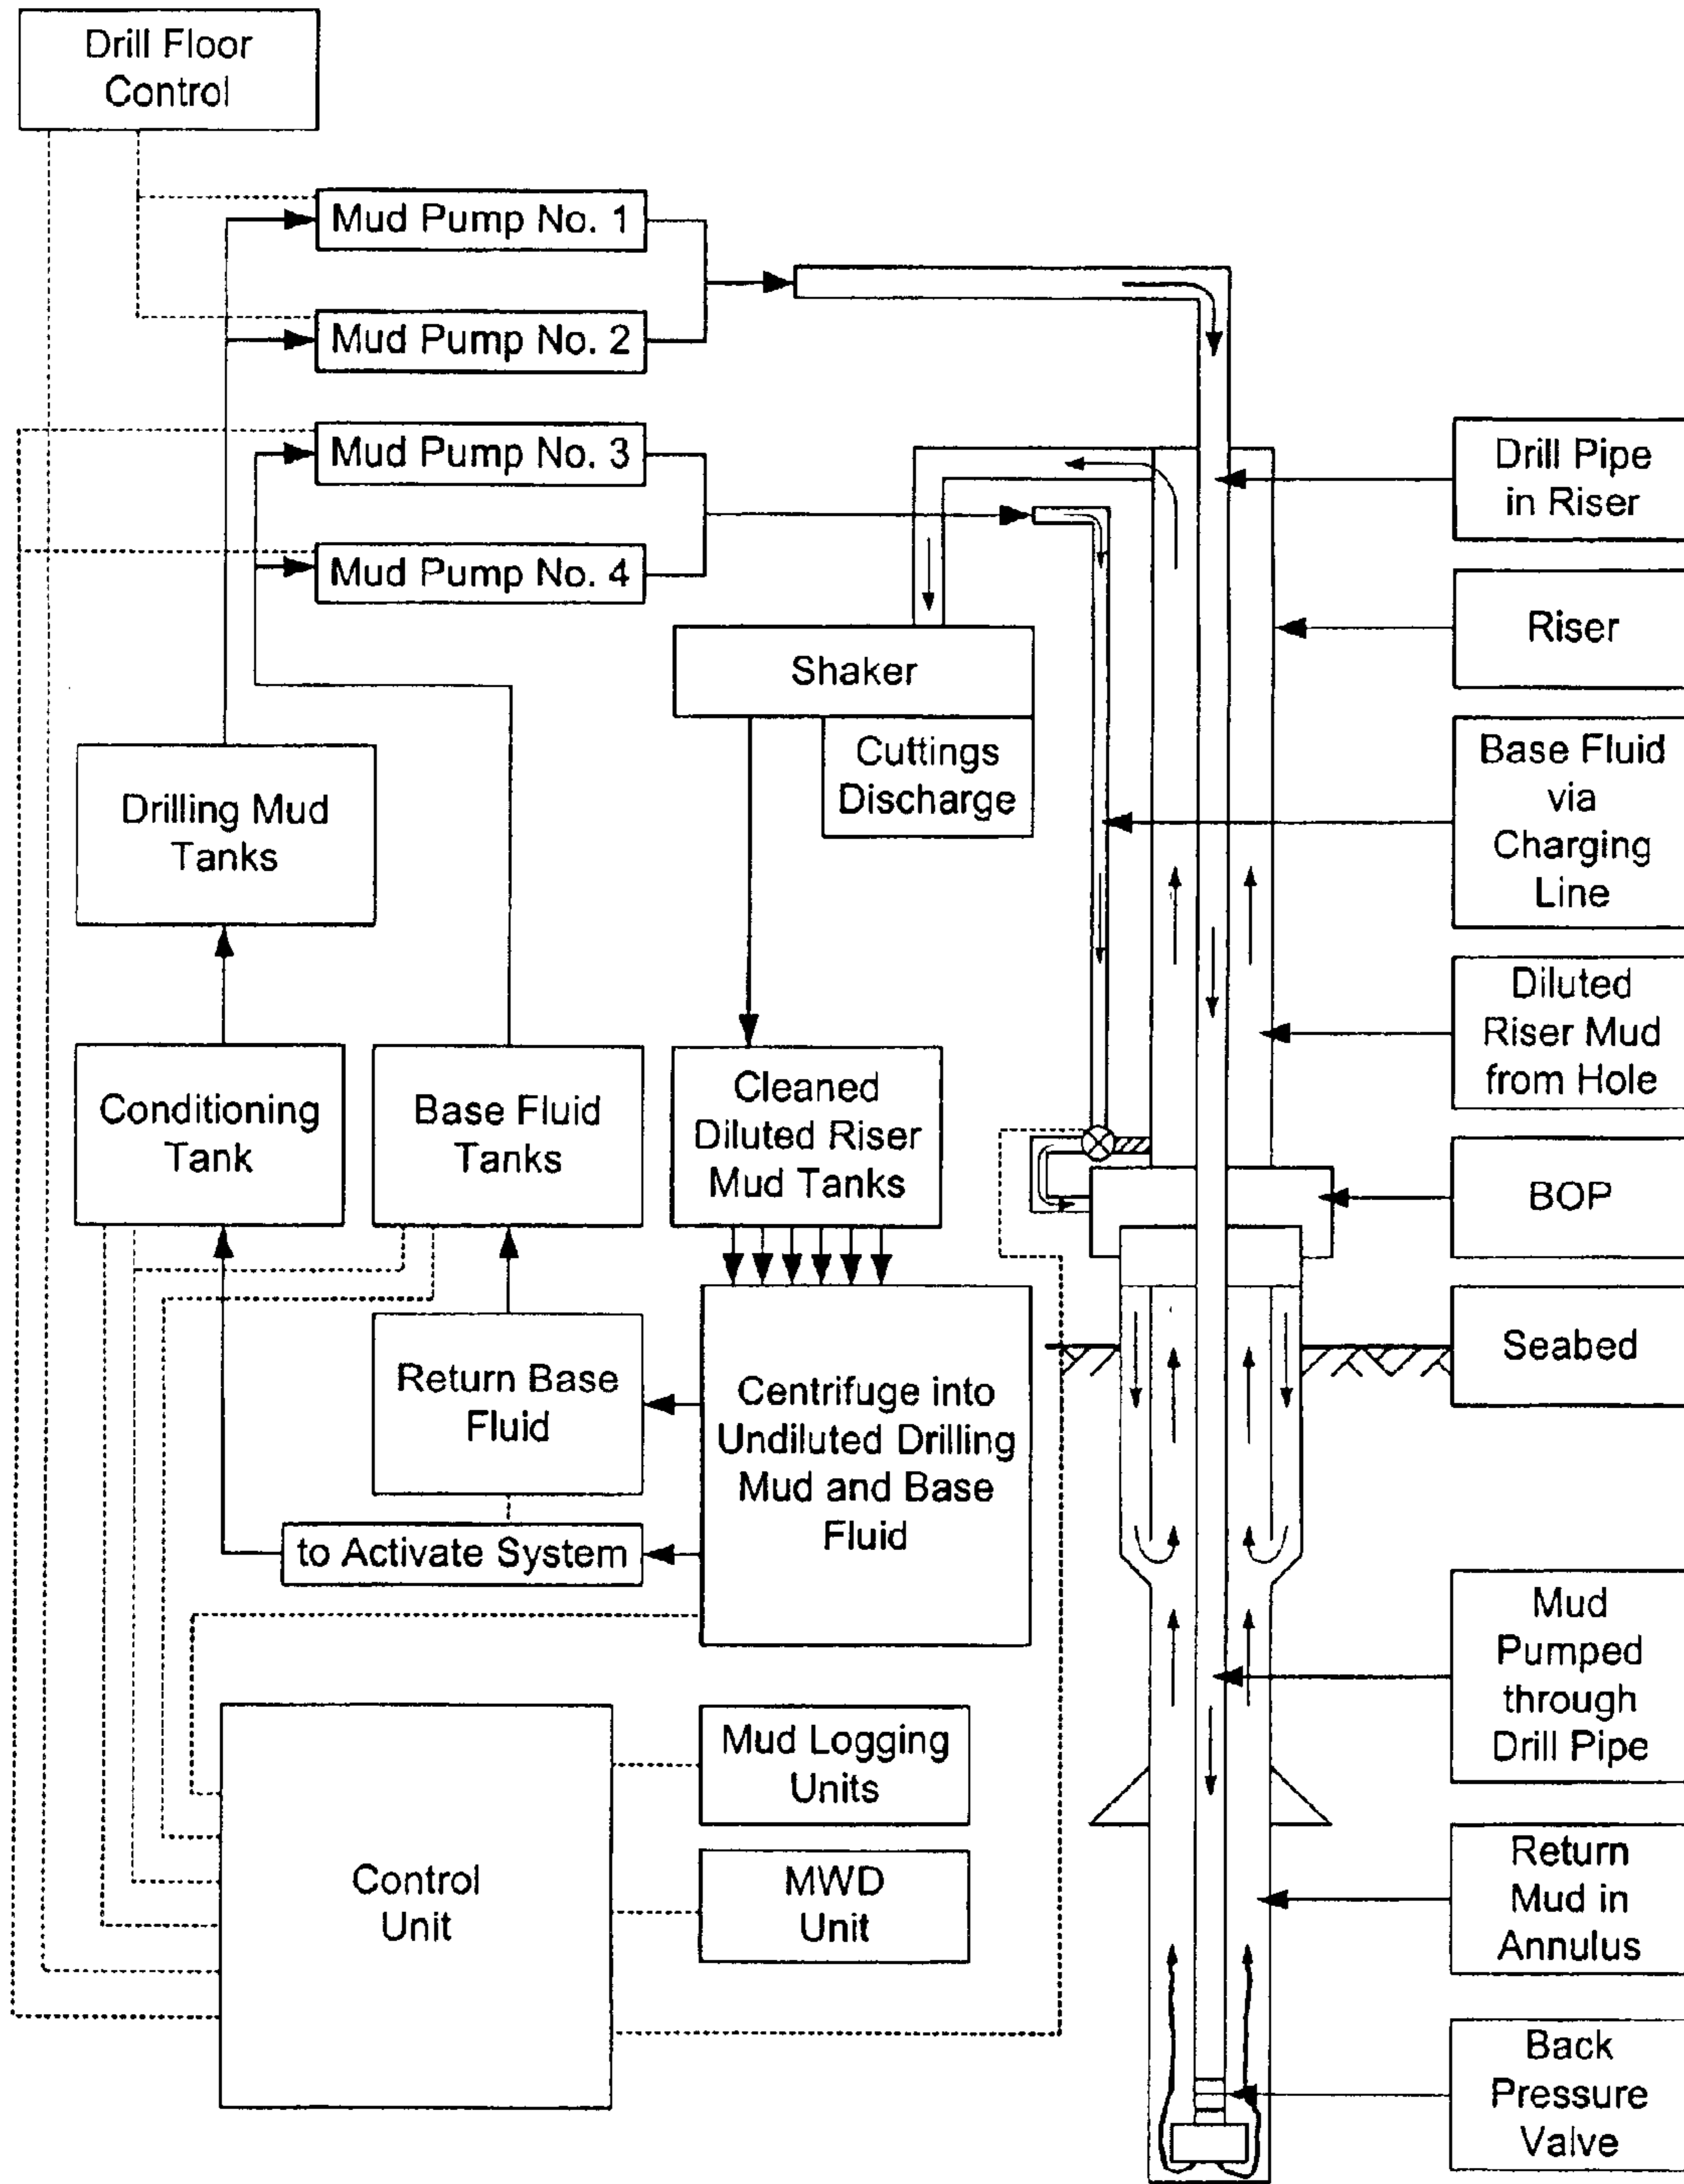 Drill Floor
Control
Mud Pump No. 1
Mud Pump No. 2
Mud Pump No. 3
Mud Pump No. 4
Drill Pipe
in Riser
Riser
Shaker
Cuttings
Discharge
Base Fluid
via
Charging
Line
Drilling Mud
Tanks
Diluted
Riser Mud
from Hole
Conditioning
Tank
Base Fluid
Tanks
Cleaned
Diluted Riser
Mud Tanks
BOP
Seabed
Return Base
Fluid
Centrifuge into
Undiluted Drilling
Mud and Base
Fluid
to Activate System
Mud
Pumped
through
Drill Pipe
Mud Logging
Units
Control
Unit
MWD
Unit
Return
Mud in
Annulus
Back
Pressure
Valve